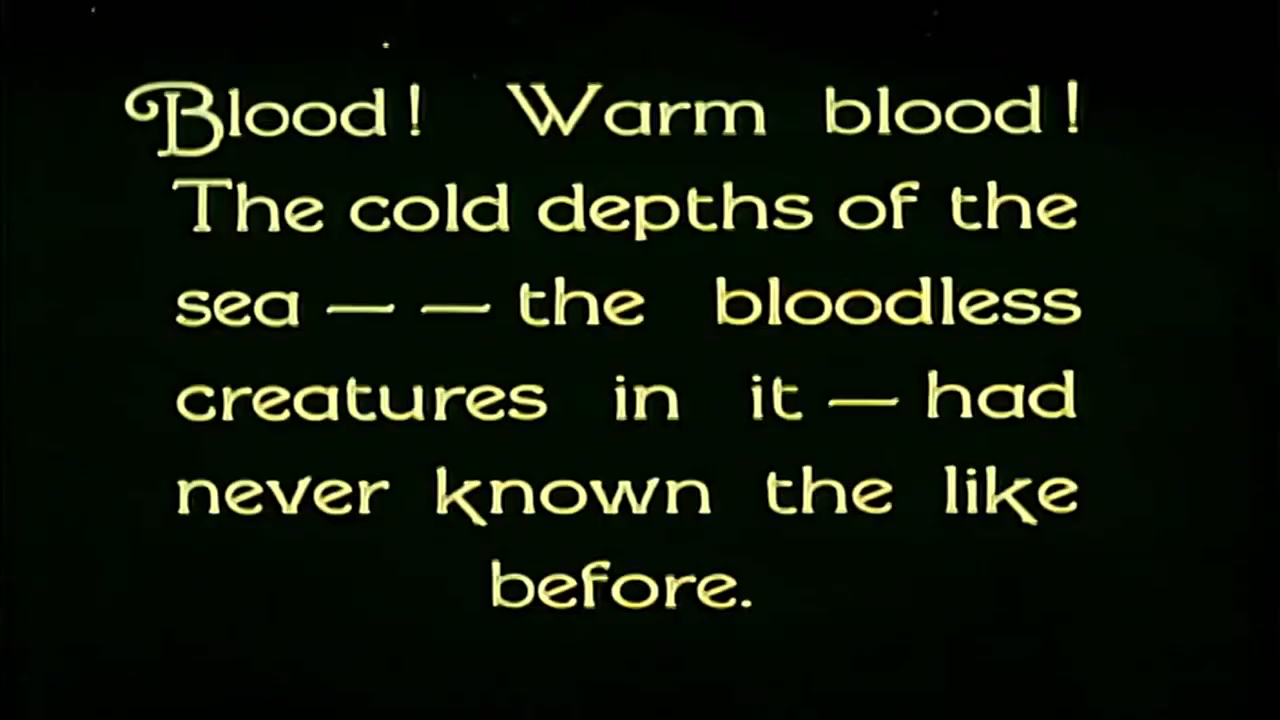 Blood! Warm blood!
The cold depths of the
sea — — the bloodless
creatures in it — had
never known the like
before.